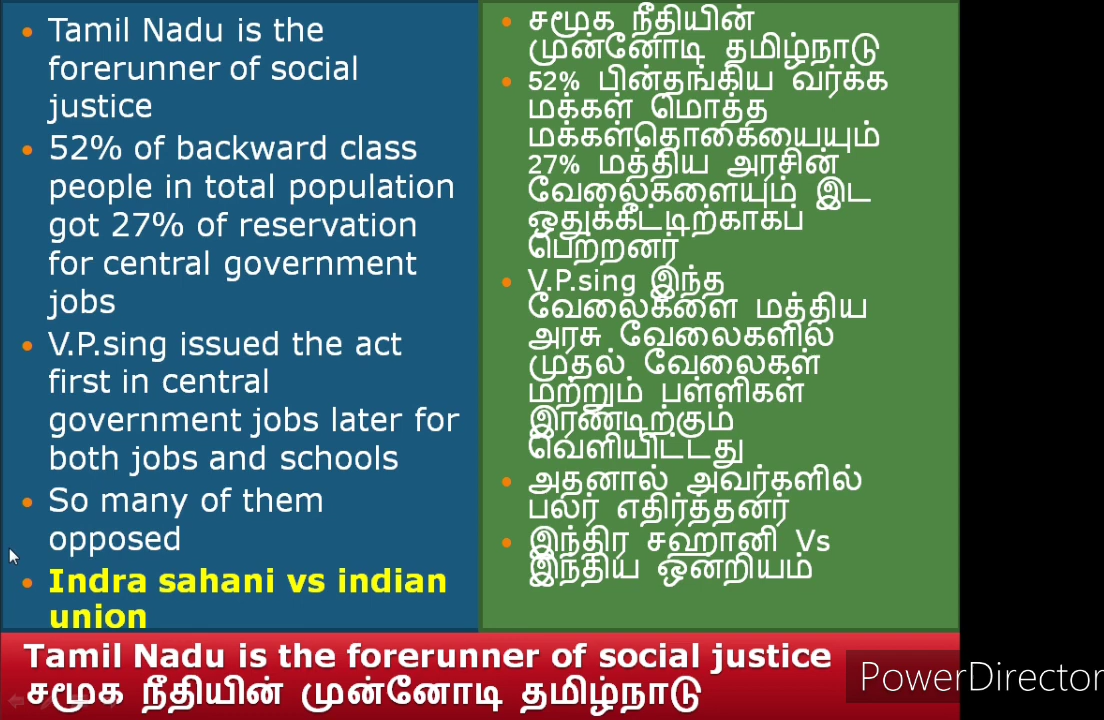 Tamil Nadu is the
forerunner of social
justice
52% of backward class
people in total population
got 27% of reservation
for central government
jobs
V.P.sing issued the act
first in central
government jobs later for
both jobs and schools
So many of them
opposed
Indra sahani vs indian
union
சமூக நீதியின்
முன்னோடி தமிழ்நாடு
52% பின்தங்கிய வர்க்க
மக்கள் மொத்த
மக்கள்தொகையையும்
27% மத்திய அரசின்
வேலைகளையும் இட
ஒதுக்கீட்டிற்காகப்
பெற்றனர்
V.P.sing இந்த
வேலைகளை மத்திய
அரசு வேலைகளில்
முதல் வேலைகள்
மற்றும் பள்ளிகள்
இரண்டிற்கும்
வெளியிட்டது
அதனால் அவர்களில்
பலர் எதிர்த்தனர்
இந்திர சஹானி Vs
இந்திய ஒன்றியம்
Tamil Nadu is the forerunner of social justice
சமூக நீதியின் முன்னோடி தமிழ்நாடு
PowerDirector